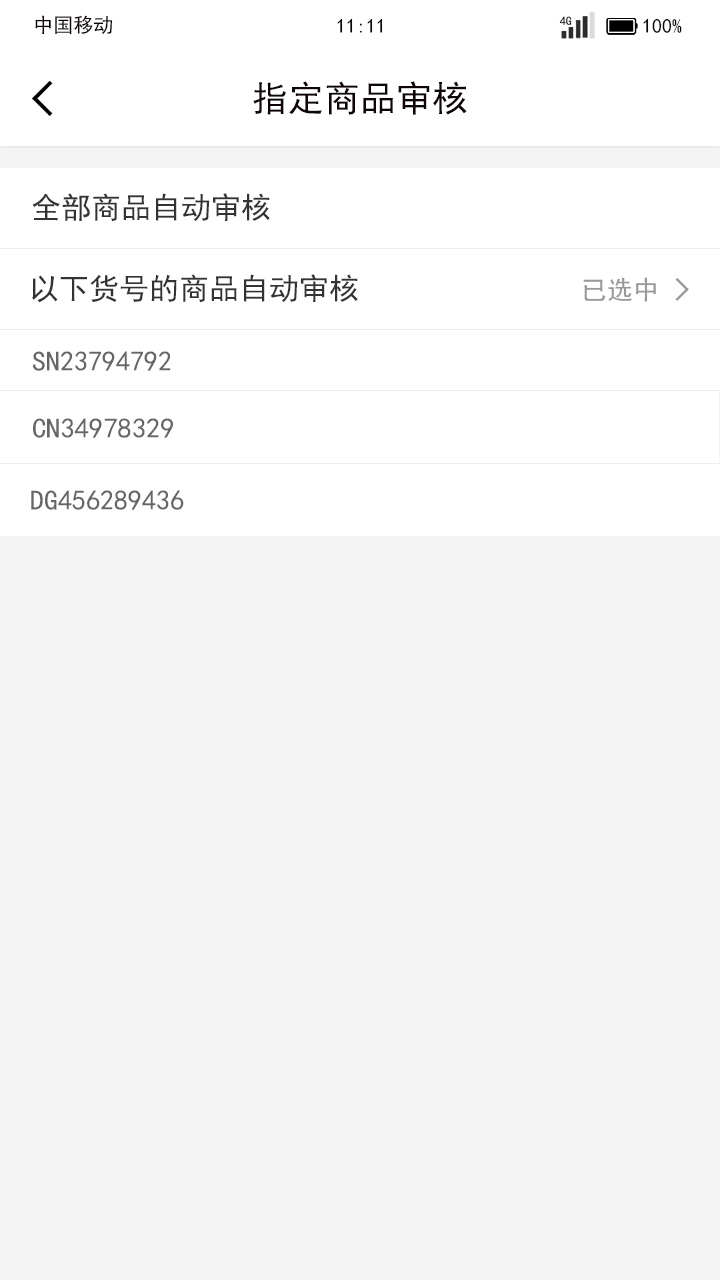 中国移动 11:11 4G 100%
指定商品审核
全部商品自动审核
以下货号的商品自动审核 已选中
SN23794792
CN34978329
DG456289436